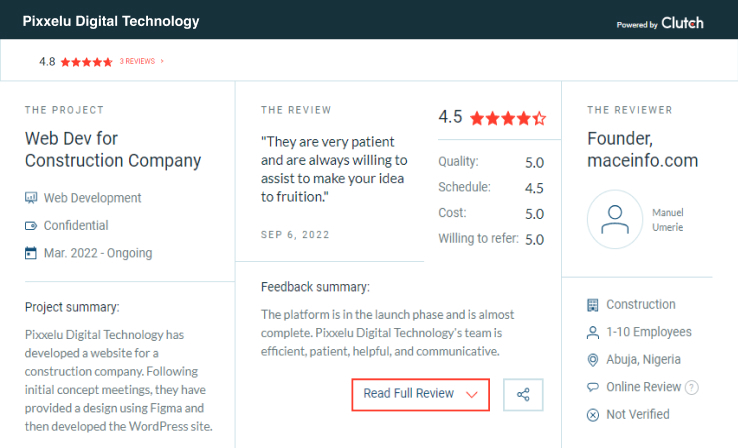 Pixxelu Digital Technology
Powered by Clutch
4.8
3 REVIEWS
THE PROJECT
Web Dev for
Construction Company
Web Development
Confidential
Mar. 2022 - Ongoing
Project summary:
Pixxelu Digital Technology has
developed a website for a
construction company. Following
initial concept meetings, they have
provided a design using Figma and
then developed the WordPress site.
THE REVIEW
"They are very patient
and are always willing to
assist to make your idea
to fruition."
SEP 6, 2022
4.5
Quality: 5.0
Schedule: 4.5
Cost: 5.0
Willing to refer: 5.0
Feedback summary:
The platform is in the launch phase and is almost
complete. Pixxelu Digital Technology's team is
efficient, patient, helpful, and communicative.
Read Full Review
THE REVIEWER
Founder,
maceinfo.com
Manuel
Umerie
Construction
1-10 Employees
Abuja, Nigeria
Online Review ?
Not Verified